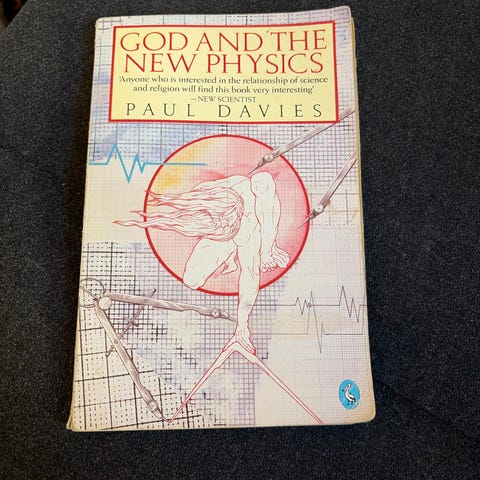 GOD AND THE
NEW PHYSICS
'Anyone who is interested in the relationship of science
and religion will find this book very interesting'
—NEW SCIENTIST
PAUL DAVIES